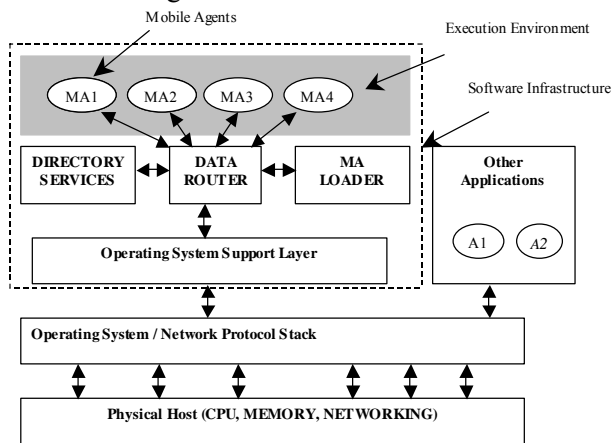 Mobile Agents
Execution Environment
MA1 MA2 MA3 MA4
Software Infrastructure
DIRECTORY
SERVICES
DATA
ROUTER
MA
LOADER
Other
Applications
A1 A2
Operating System Support Layer
Operating System / Network Protocol Stack
Physical Host (CPU, MEMORY, NETWORKING)